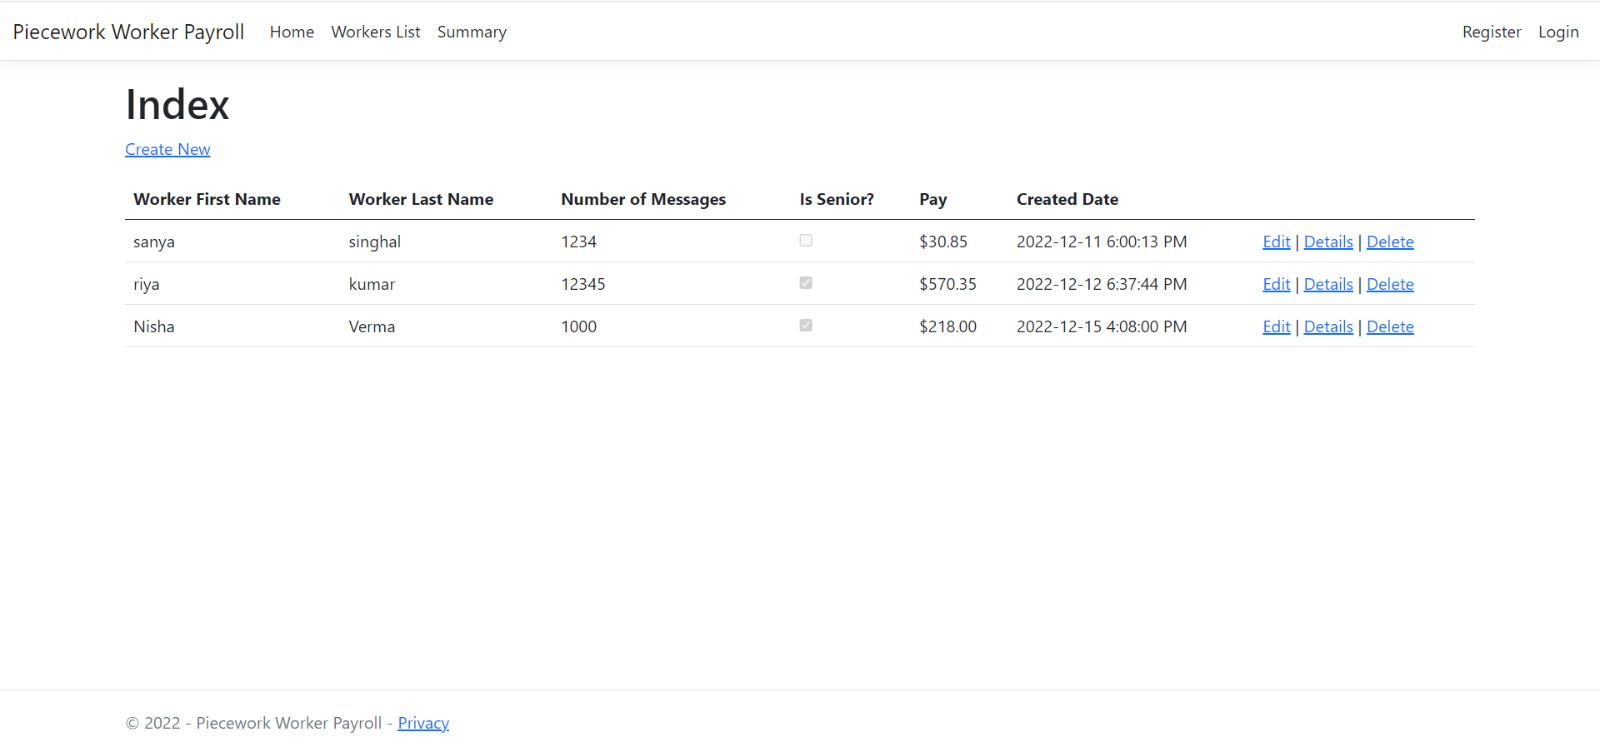 Piecework Worker Payroll Home Workers List Summary Register Login
Index
Create New
Worker First Name Worker Last Name Number of Messages Is Senior? Pay Created Date
sanya singhal 1234 $30.85 2022-12-11 6:00:13 PM Edit | Details | Delete
riya kumar 12345 $570.35 2022-12-12 6:37:44 PM Edit | Details | Delete
Nisha Verma 1000 $218.00 2022-12-15 4:08:00 PM Edit | Details | Delete
© 2022 - Piecework Worker Payroll - Privacy